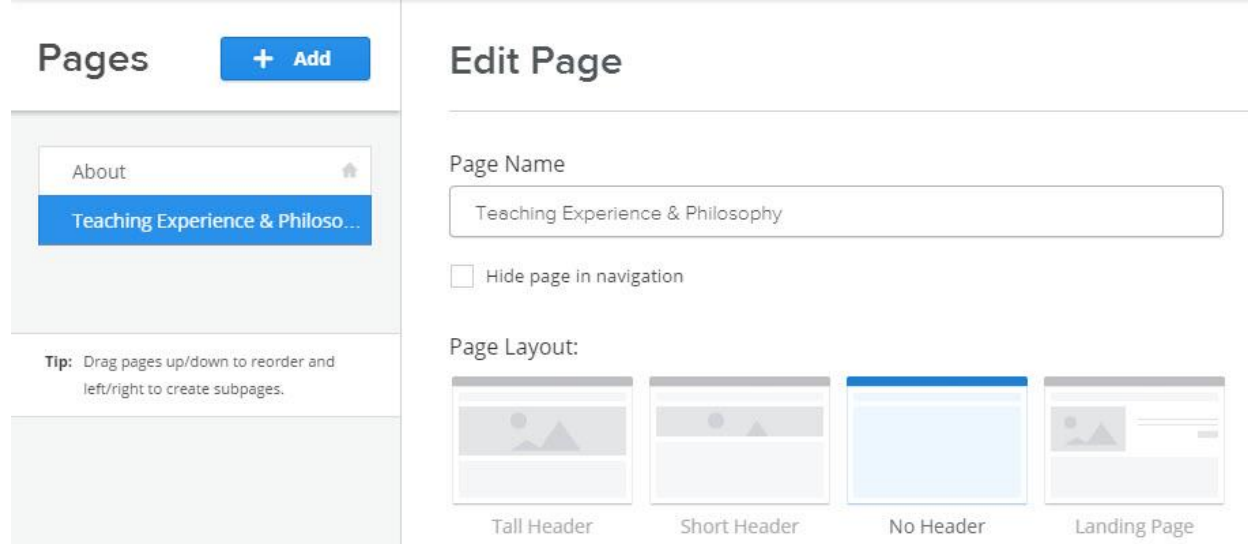 Pages
+ Add
About
Teaching Experience & Philoso...
Tip: Drag pages up/down to reorder and
left/right to create subpages.
Edit Page
Page Name
Teaching Experience & Philosophy
Hide page in navigation
Page Layout:
Tall Header
Short Header
No Header
Landing Page